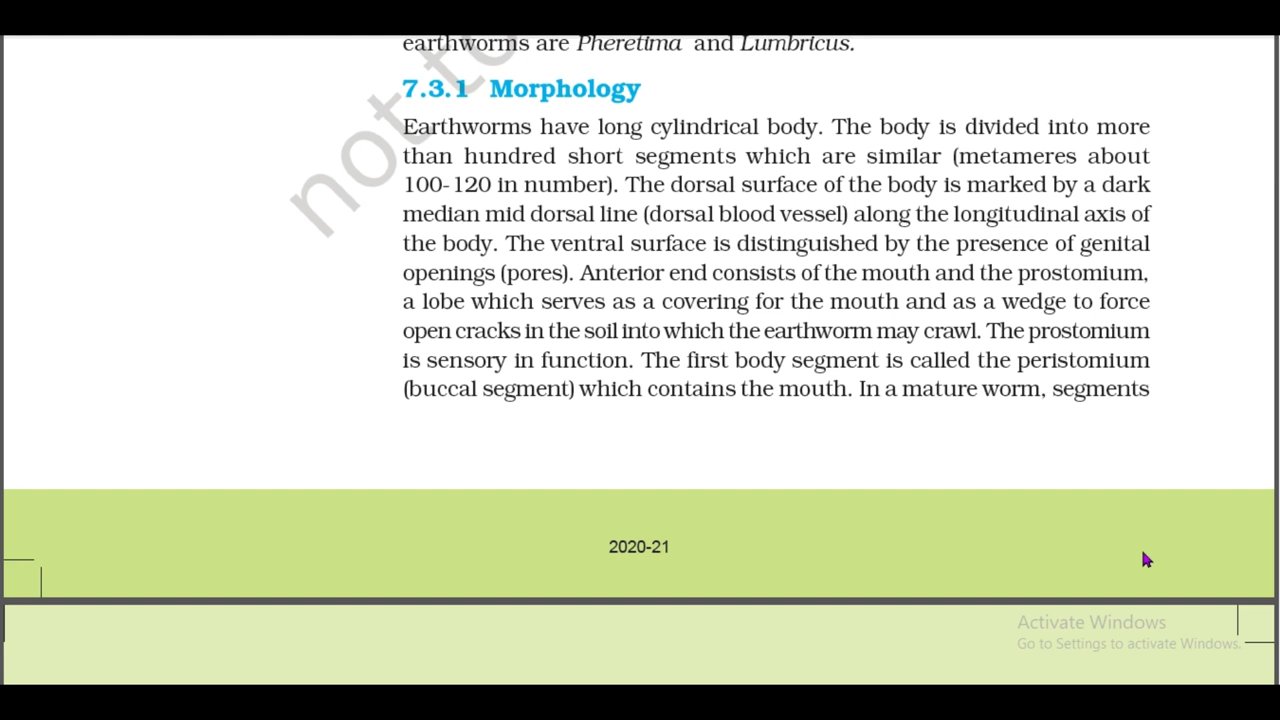 earthworms are Pheretima and Lumbricus.
7.3.1 Morphology
Earthworms have long cylindrical body. The body is divided into more
than hundred short segments which are similar (metameres about
100-120 in number). The dorsal surface of the body is marked by a dark
median mid dorsal line (dorsal blood vessel) along the longitudinal axis of
the body. The ventral surface is distinguished by the presence of genital
openings (pores). Anterior end consists of the mouth and the prostomium,
a lobe which serves as a covering for the mouth and as a wedge to force
open cracks in the soil into which the earthworm may crawl. The prostomium
is sensory in function. The first body segment is called the peristomium
(buccal segment) which contains the mouth. In a mature worm, segments
not to
2020-21
Activate Windows
Go to Settings to activate Windows.